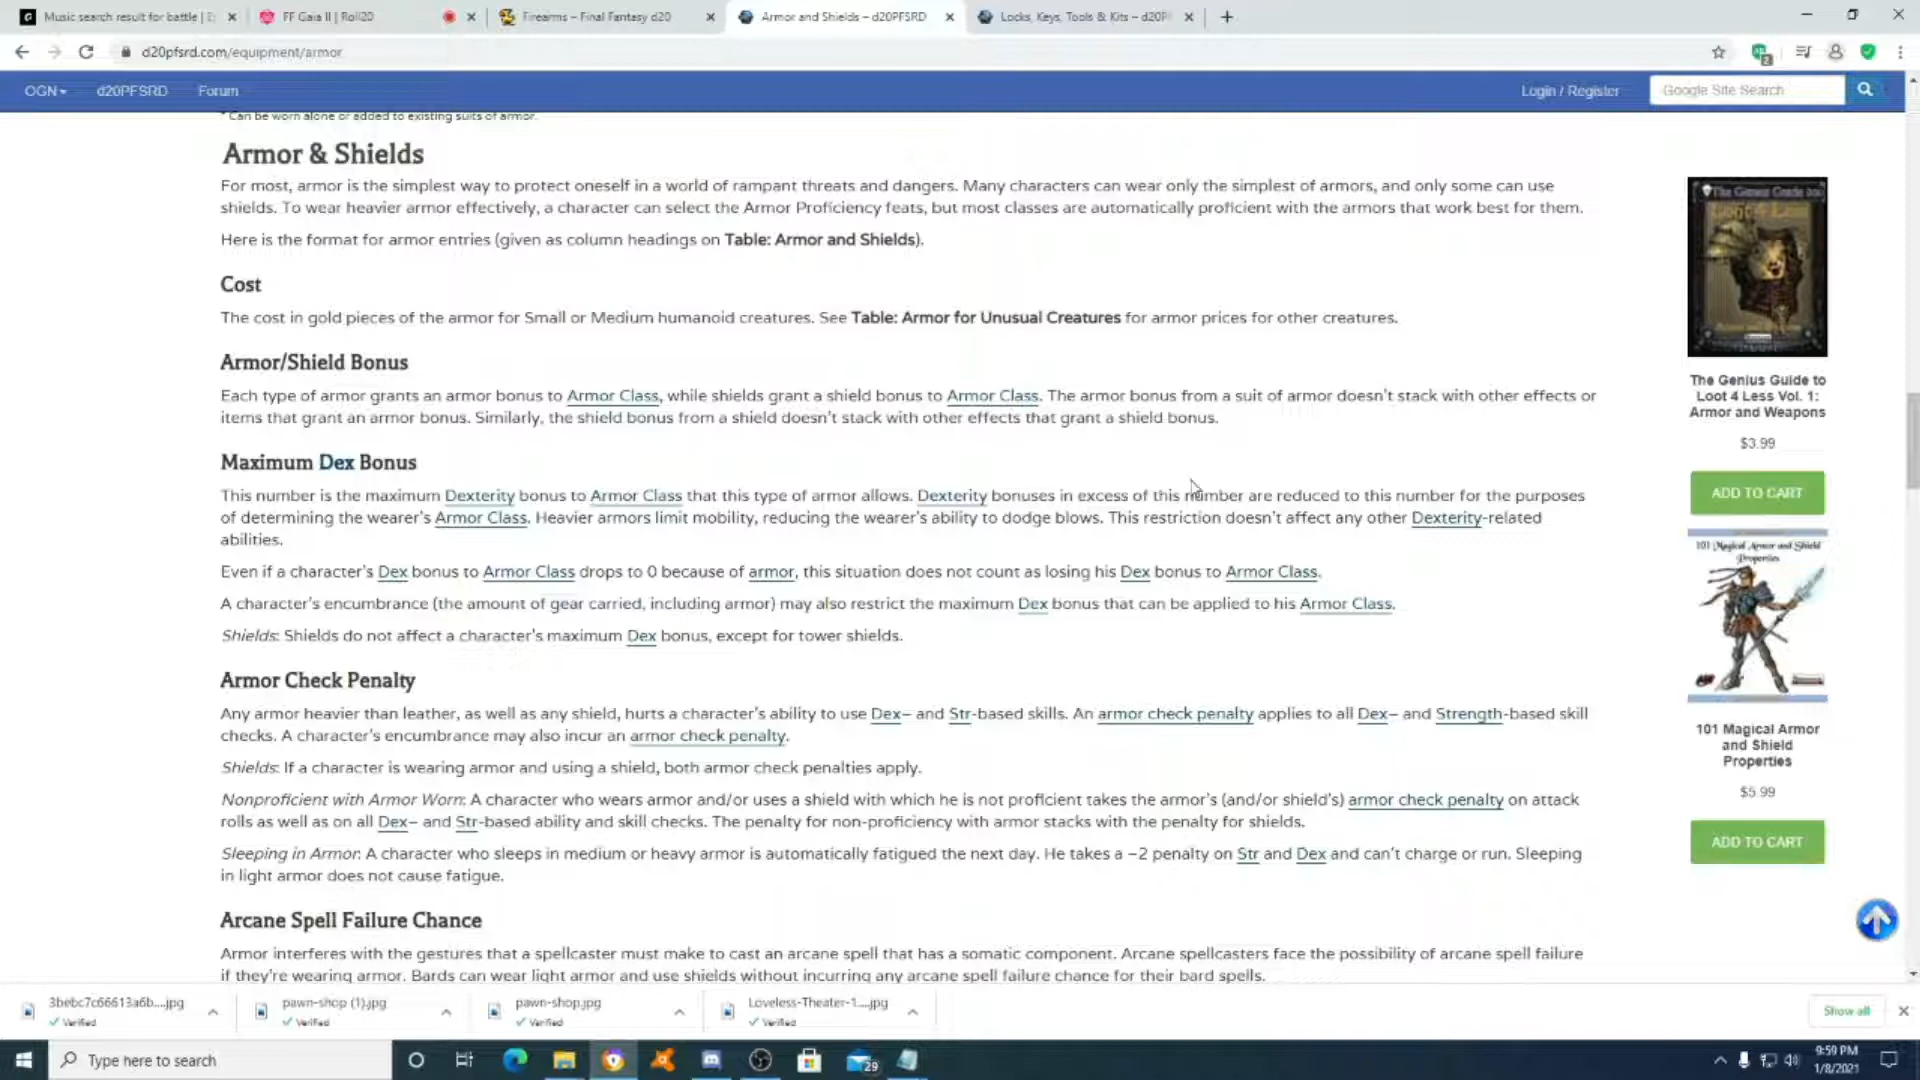 Music search result for battle | E
FF Gaia II | Roll20
Firearms – Final Fantasy d20
Armor and Shields – d20PFSRD
Locks, Keys, Tools & Kits – d20P
d20pfsrd.com/equipment/armor
OGN
d20PFSRD
Forum
Login / Register
Google Site Search
* Can be worn alone or added to existing suits of armor.
Armor & Shields
For most, armor is the simplest way to protect oneself in a world of rampant threats and dangers. Many characters can wear only the simplest of armors, and only some can use
shields. To wear heavier armor effectively, a character can select the Armor Proficiency feats, but most classes are automatically proficient with the armors that work best for them.
Here is the format for armor entries (given as column headings on Table: Armor and Shields).
Cost
The cost in gold pieces of the armor for Small or Medium humanoid creatures. See Table: Armor for Unusual Creatures for armor prices for other creatures.
Armor/Shield Bonus
Each type of armor grants an armor bonus to Armor Class, while shields grant a shield bonus to Armor Class. The armor bonus from a suit of armor doesn't stack with other effects or
items that grant an armor bonus. Similarly, the shield bonus from a shield doesn't stack with other effects that grant a shield bonus.
Maximum Dex Bonus
This number is the maximum Dexterity bonus to Armor Class that this type of armor allows. Dexterity bonuses in excess of this number are reduced to this number for the purposes
of determining the wearer's Armor Class. Heavier armors limit mobility, reducing the wearer's ability to dodge blows. This restriction doesn't affect any other Dexterity-related
abilities.
Even if a character's Dex bonus to Armor Class drops to 0 because of armor, this situation does not count as losing his Dex bonus to Armor Class.
A character's encumbrance (the amount of gear carried, including armor) may also restrict the maximum Dex bonus that can be applied to his Armor Class.
Shields: Shields do not affect a character's maximum Dex bonus, except for tower shields.
Armor Check Penalty
Any armor heavier than leather, as well as any shield, hurts a character's ability to use Dex– and Str-based skills. An armor check penalty applies to all Dex– and Strength-based skill
checks. A character's encumbrance may also incur an armor check penalty.
Shields: If a character is wearing armor and using a shield, both armor check penalties apply.
Nonproficient with Armor Worn: A character who wears armor and/or uses a shield with which he is not proficient takes the armor's (and/or shield's) armor check penalty on attack
rolls as well as on all Dex– and Str-based ability and skill checks. The penalty for non-proficiency with armor stacks with the penalty for shields.
Sleeping in Armor: A character who sleeps in medium or heavy armor is automatically fatigued the next day. He takes a –2 penalty on Str and Dex and can't charge or run. Sleeping
in light armor does not cause fatigue.
Arcane Spell Failure Chance
Armor interferes with the gestures that a spellcaster must make to cast an arcane spell that has a somatic component. Arcane spellcasters face the possibility of arcane spell failure
if they're wearing armor. Bards can wear light armor and use shields without incurring any arcane spell failure chance for their bard spells.
The Genius Guide to
Loot 4 Less
The Genius Guide to
Loot 4 Less Vol. 1:
Armor and Weapons
$3.99
ADD TO CART
101 Magical Armor and Shield
Properties
101 Magical Armor
and Shield
Properties
$5.99
ADD TO CART
3bebc7c66613a6b....jpg
Verified
pawn-shop (1).jpg
Verified
pawn-shop.jpg
Verified
Loveless-Theater-1....jpg
Verified
Show all
Type here to search
29
9:59 PM
1/8/2021